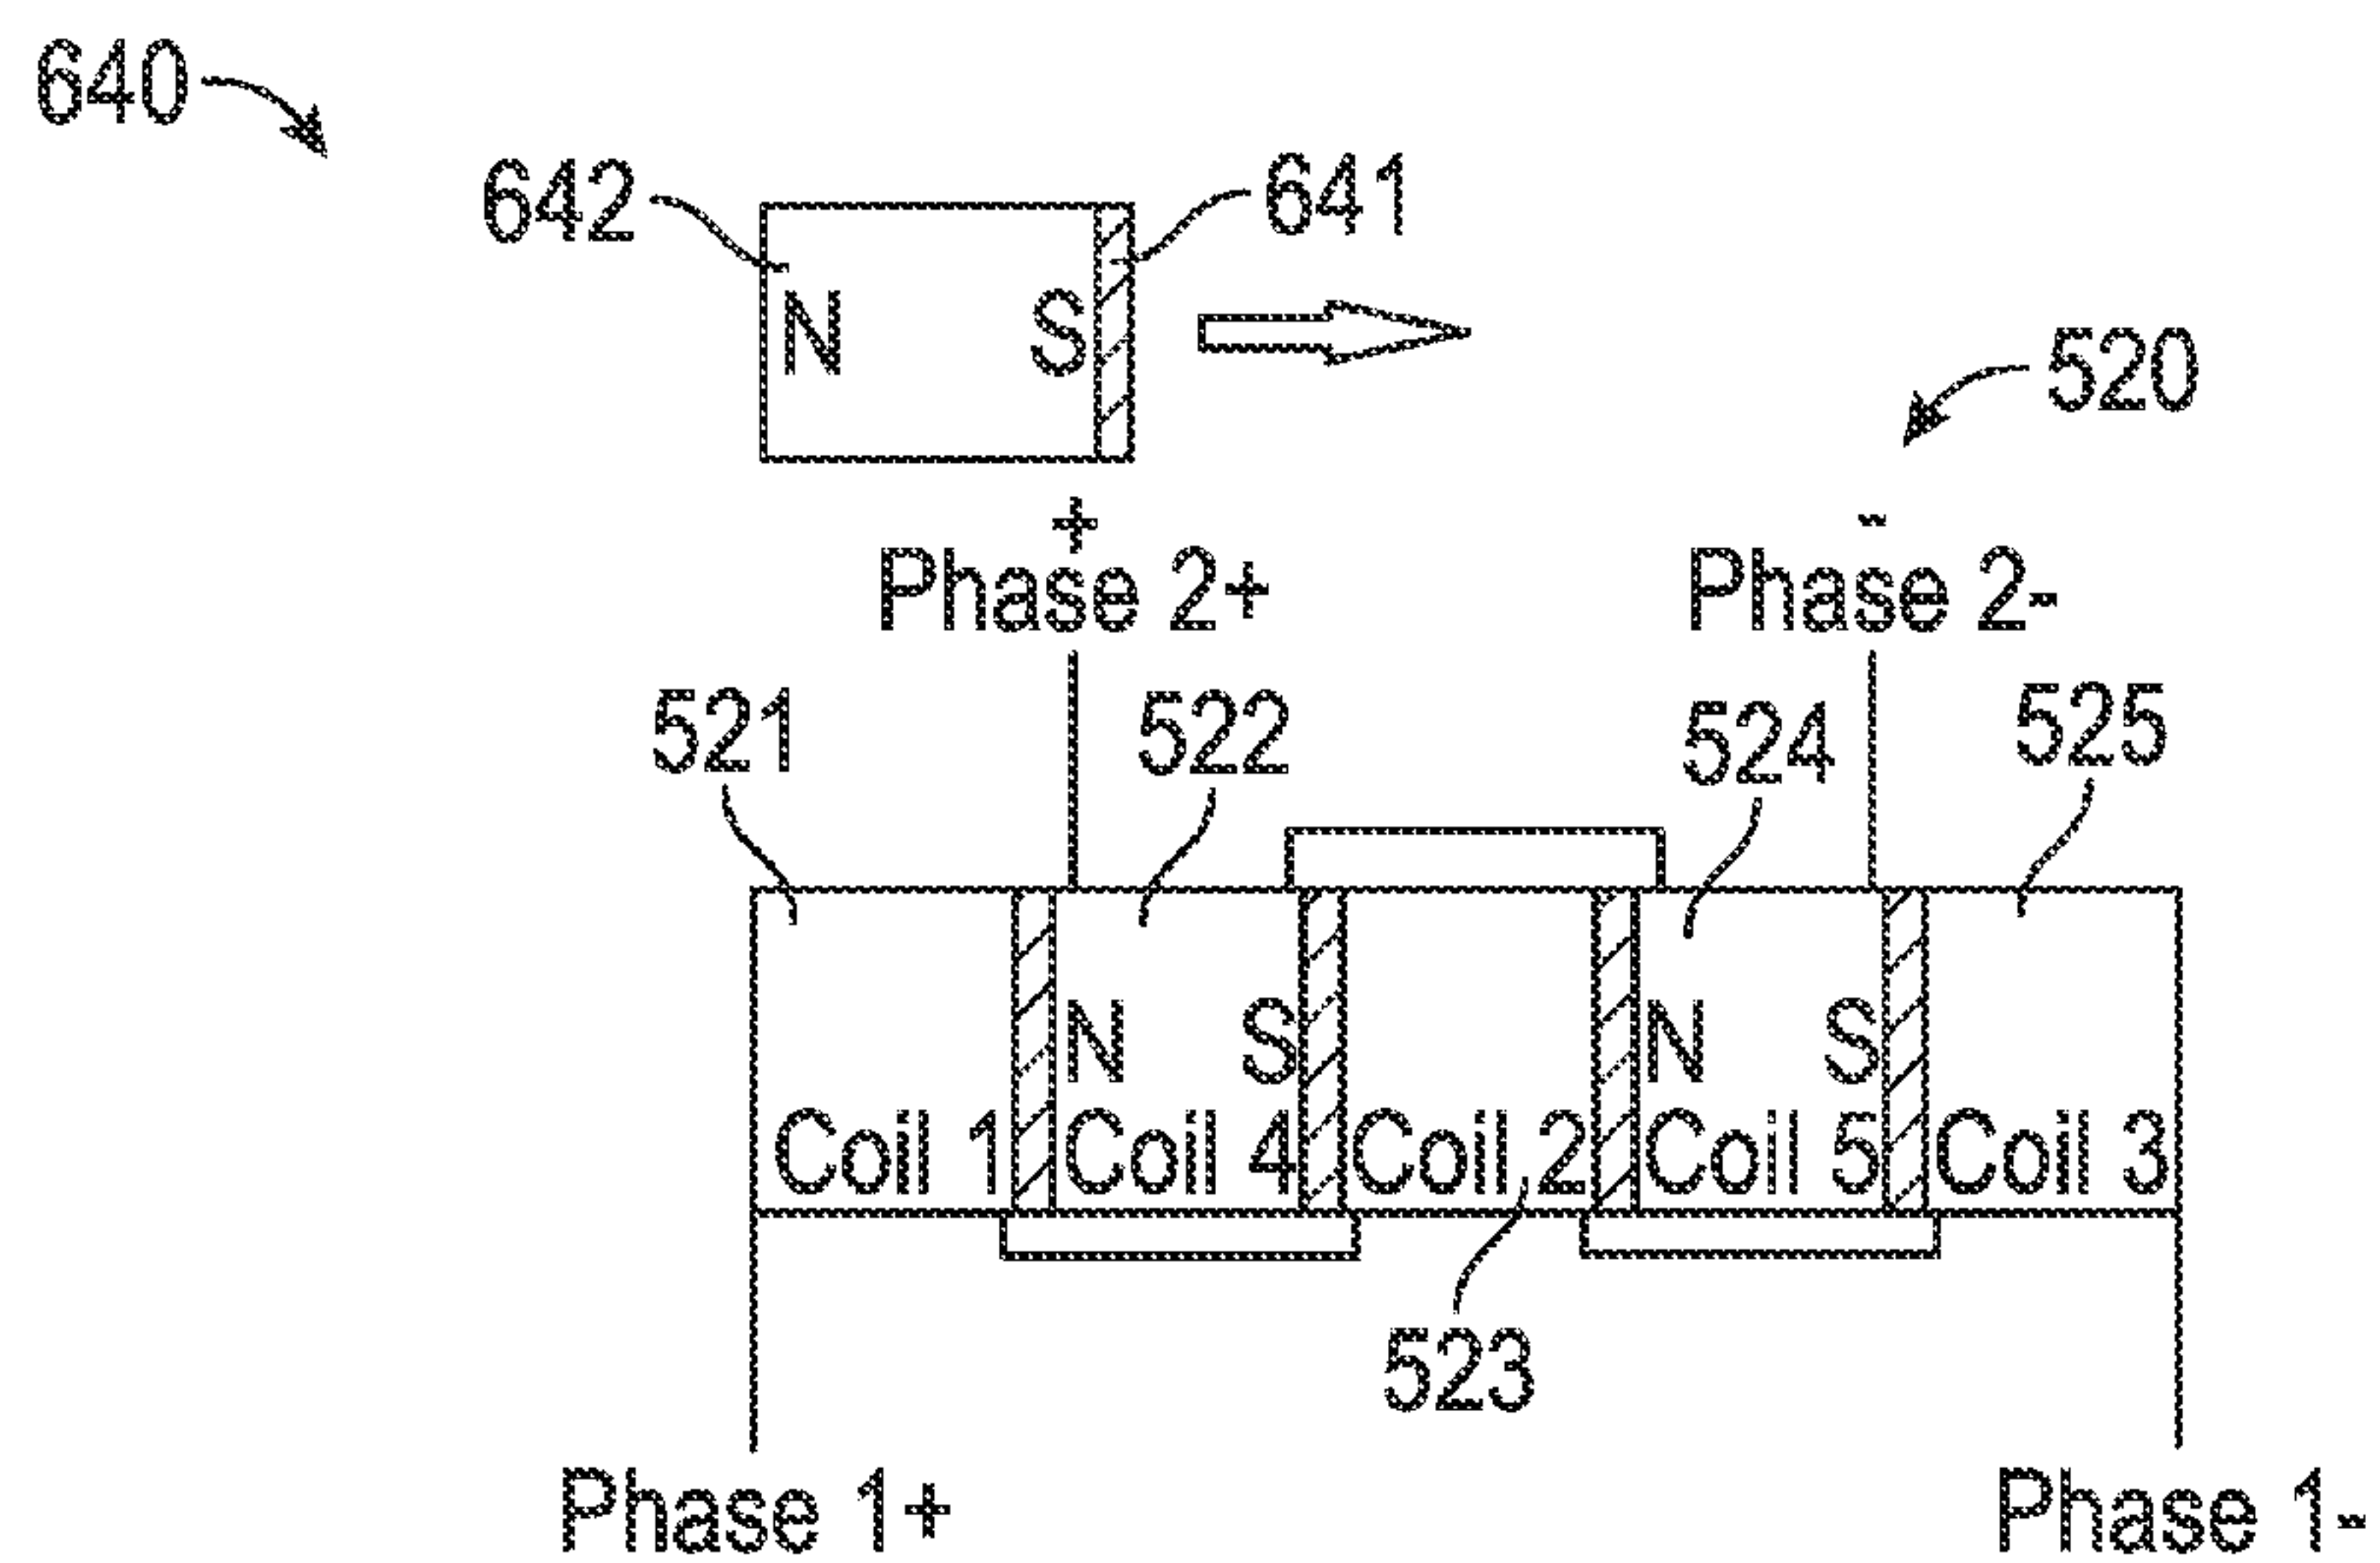 640
642
641
N S
520
+ -
Phase 2+ Phase 2-
521 522 524 525
N S N S
Coil 1 Coil 4 Coil 2 Coil 5 Coil 3
523
Phase 1+ Phase 1-